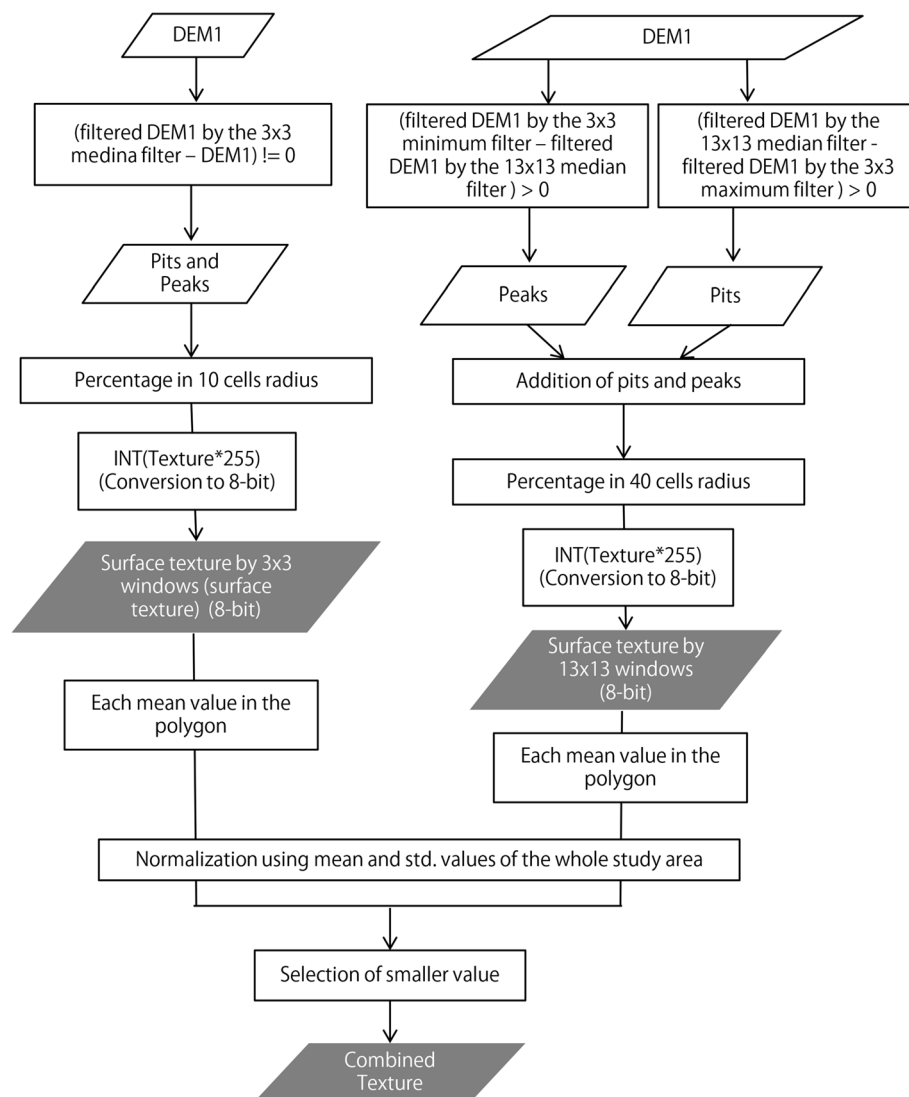 DEM1
(filtered DEM1 by the 3x3
medina filter – DEM1) != 0
Pits and
Peaks
Percentage in 10 cells radius
INT(Texture*255)
(Conversion to 8-bit)
Surface texture by 3x3
windows (surface
texture) (8-bit)
Each mean value in the
polygon
DEM1
(filtered DEM1 by the 3x3
minimum filter – filtered
DEM1 by the 13x13 median
filter ) > 0
(filtered DEM1 by the
13x13 median filter -
filtered DEM1 by the 3x3
maximum filter ) > 0
Peaks
Pits
Addition of pits and peaks
Percentage in 40 cells radius
INT(Texture*255)
(Conversion to 8-bit)
Surface texture by
13x13 windows
(8-bit)
Each mean value in the
polygon
Normalization using mean and std. values of the whole study area
Selection of smaller value
Combined
Texture